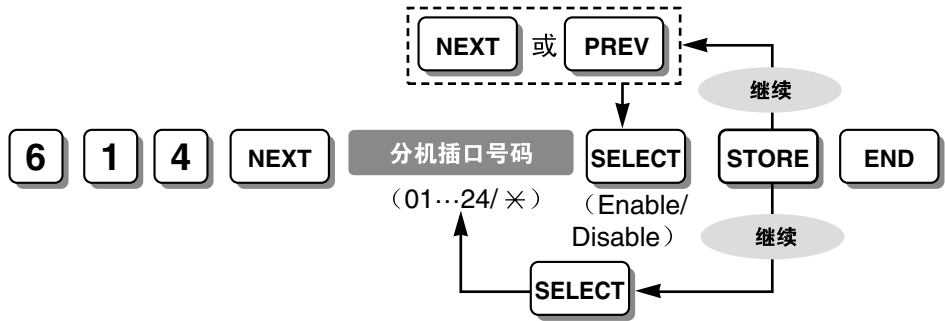 NEXT 或 PREV
继续
6 1 4 NEXT 分机插口号码 SELECT STORE END
（01…24/ ✳） （Enable/
Disable）
继续
SELECT